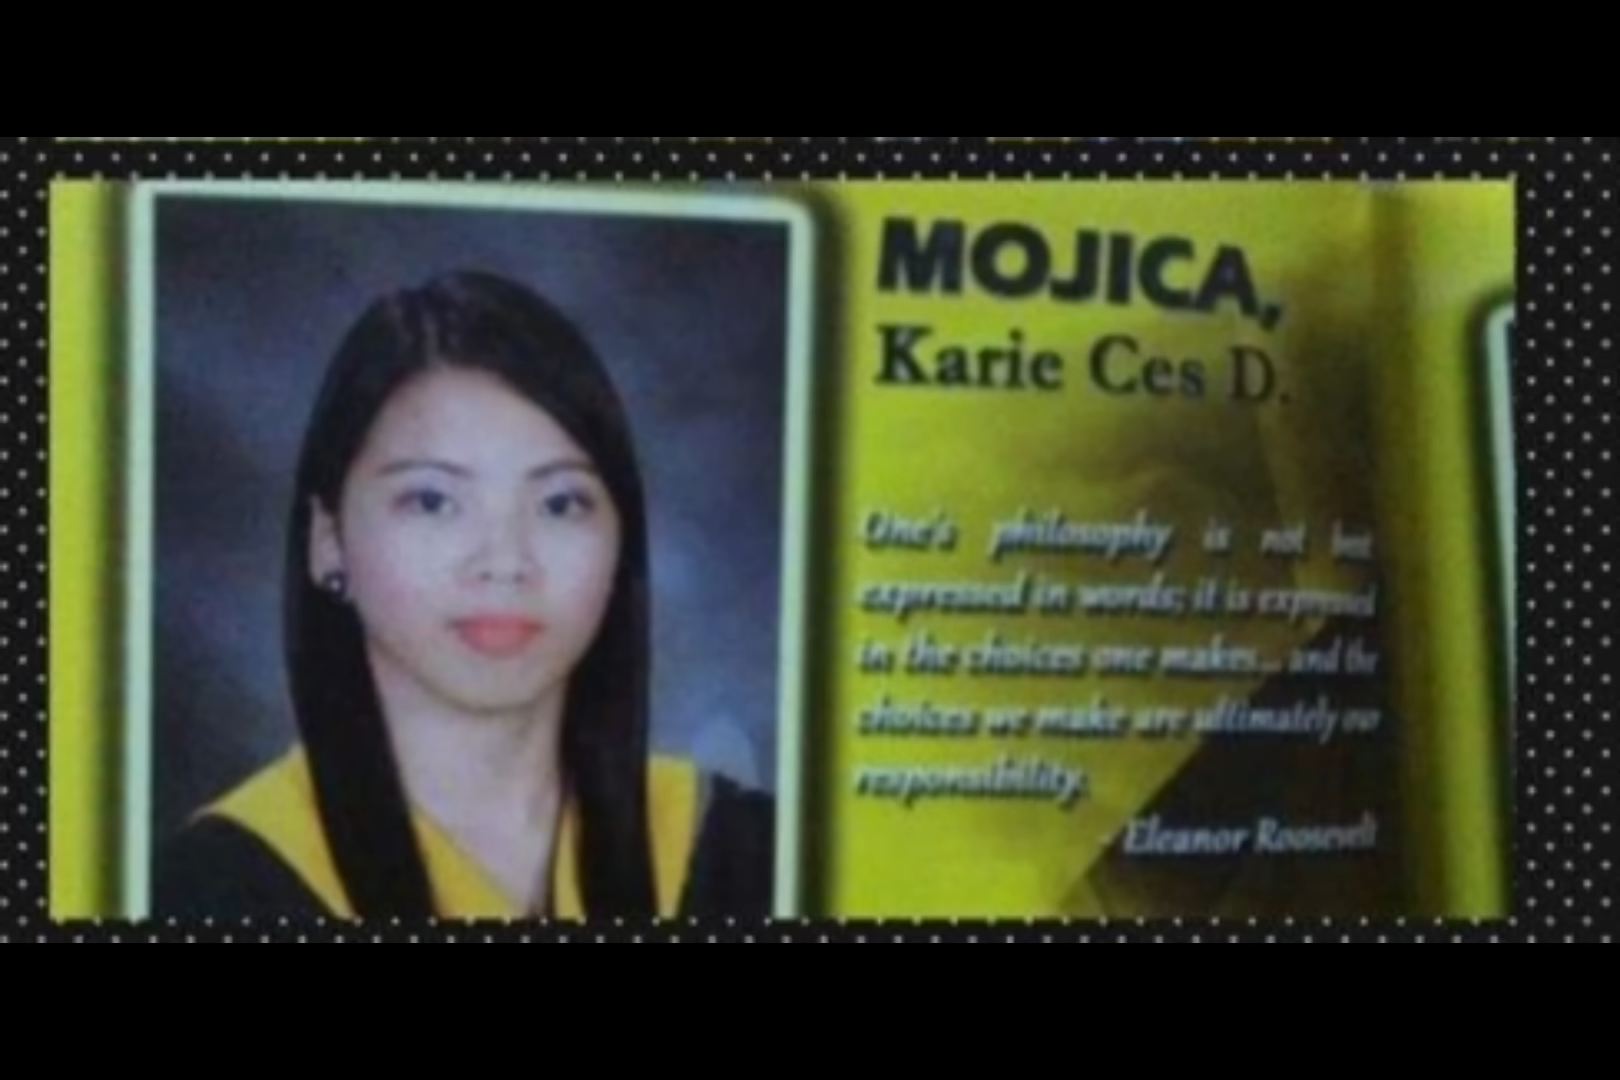 MOJICA,
Karie Ces D.
One's philosophy is not best
expressed in words; it is expressed
in the choices one makes... and the
choices we make are ultimately our
responsibility.
- Eleanor Roosevelt